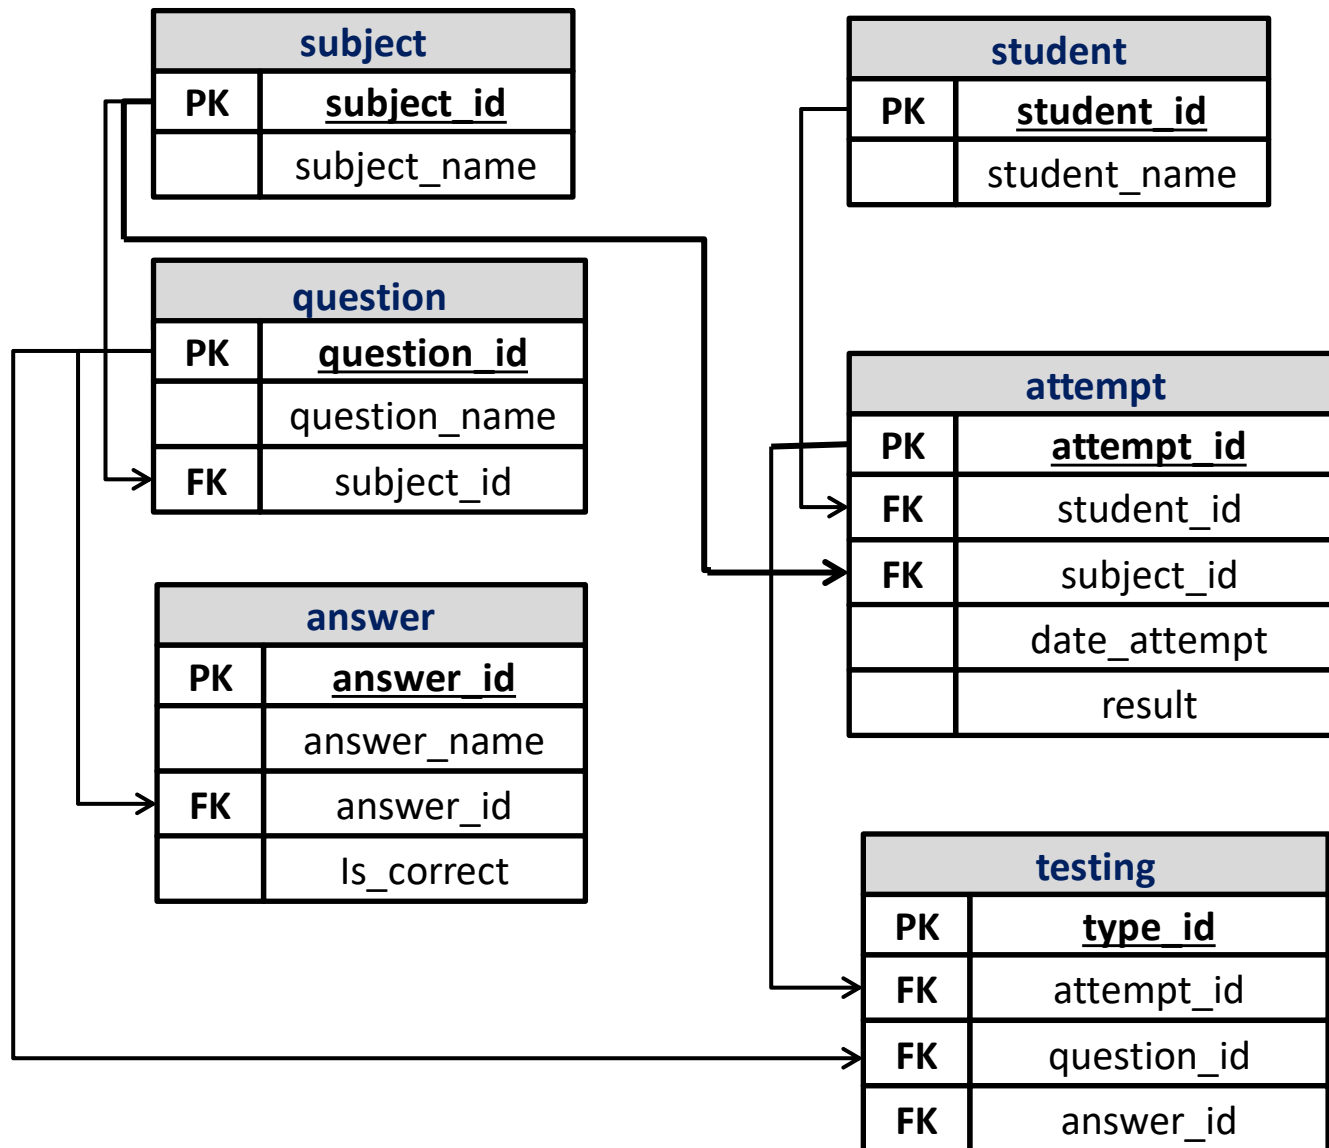 subject
PK subject_id
subject_name
student
PK student_id
student_name
question
PK question_id
question_name
FK subject_id
attempt
PK attempt_id
FK student_id
FK subject_id
date_attempt
result
answer
PK answer_id
answer_name
FK answer_id
Is_correct
testing
PK type_id
FK attempt_id
FK question_id
FK answer_id